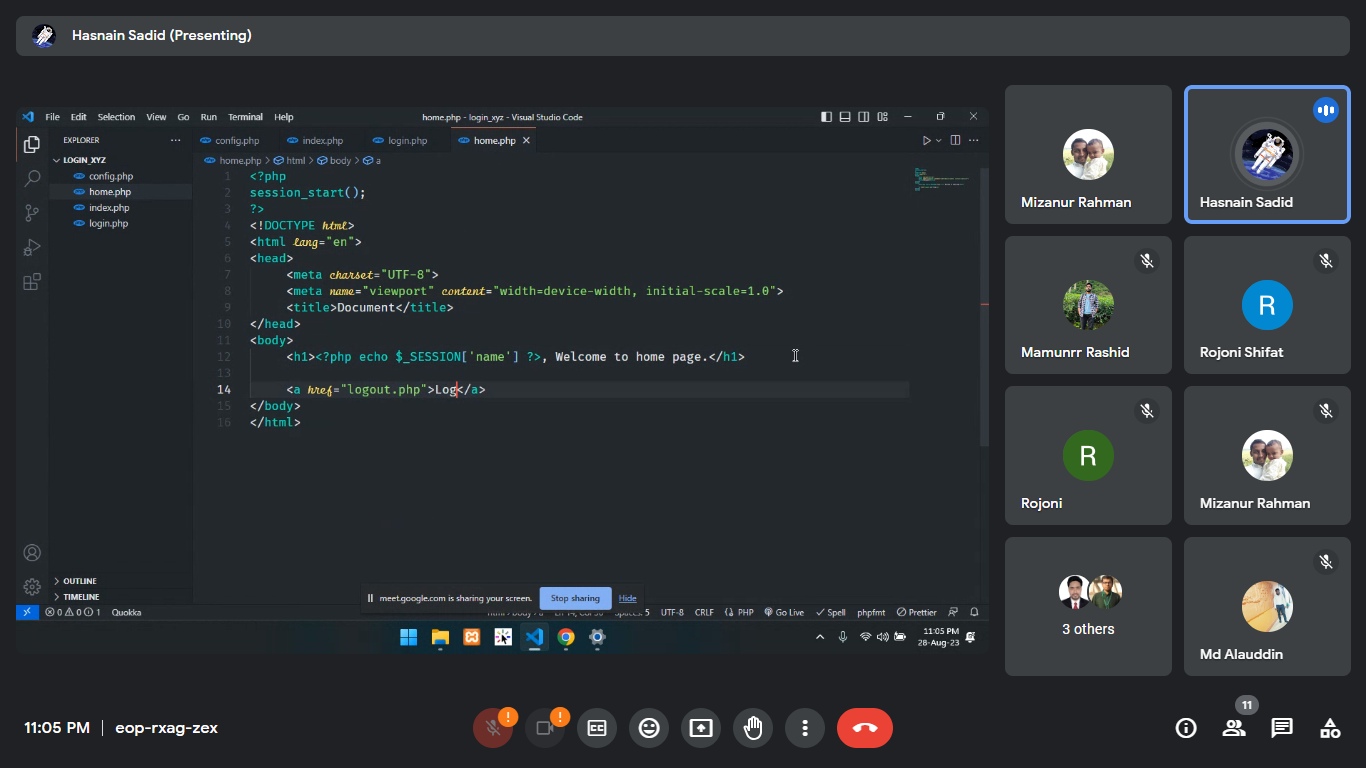 Hasnain Sadid (Presenting)
File Edit Selection View Go Run Terminal Help
home.php - login_xyz - Visual Studio Code
EXPLORER
LOGIN_XYZ
config.php
home.php
index.php
login.php
OUTLINE
TIMELINE
config.php index.php login.php home.php
home.php > html > body > a
1 <?php
2 session_start();
3 ?>
4 <!DOCTYPE html>
5 <html lang="en">
6 <head>
7 <meta charset="UTF-8">
8 <meta name="viewport" content="width=device-width, initial-scale=1.0">
9 <title>Document</title>
10 </head>
11 <body>
12 <h1><?php echo $_SESSION['name'] ?>, Welcome to home page.</h1>
13
14 <a href="logout.php">Log</a>
15 </body>
16 </html>
meet.google.com is sharing your screen. Stop sharing Hide
0 0 1 Quokka
UTF-8 CRLF PHP Go Live Spell phpfmt Prettier
11:05 PM
28-Aug-23
Mizanur Rahman
Hasnain Sadid
Mamunrr Rashid
R
Rojoni Shifat
R
Rojoni
Mizanur Rahman
3 others
Md Alauddin
11:05 PM | eop-rxag-zex
11